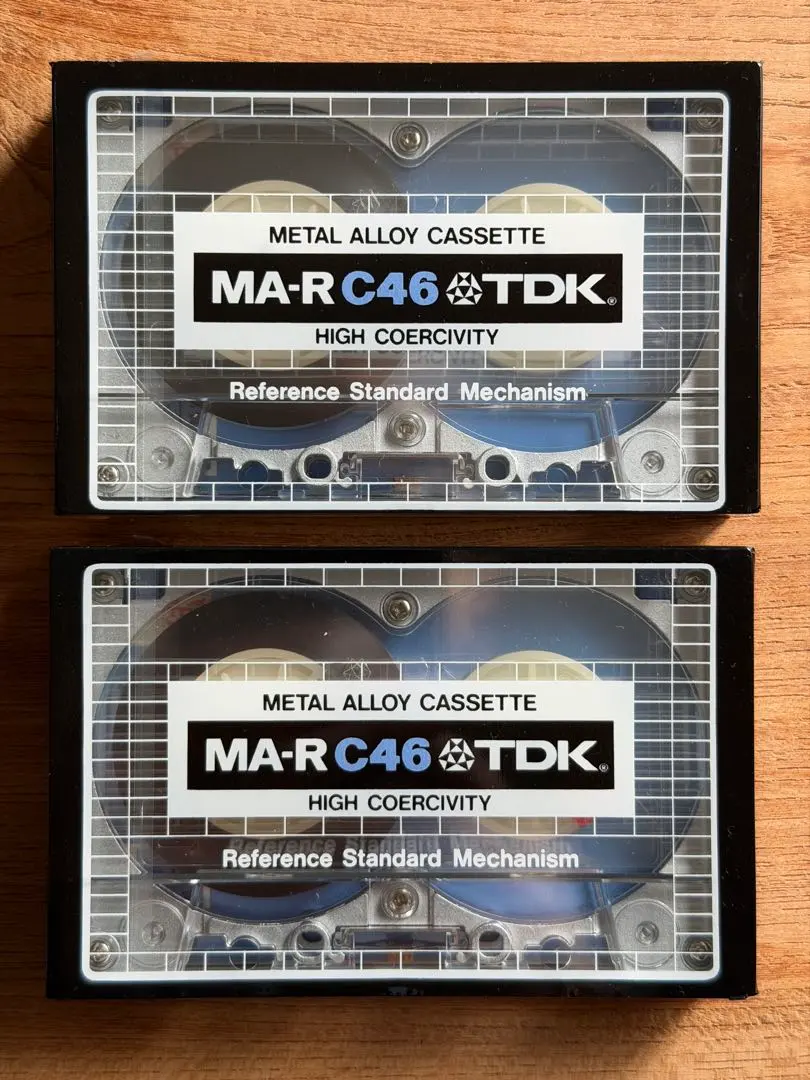 METAL ALLOY CASSETTE
MA-R C46 TDK®
HIGH COERCIVITY
Reference Standard Mechanism
METAL ALLOY CASSETTE
MA-R C46 TDK®
HIGH COERCIVITY
Reference Standard Mechanism